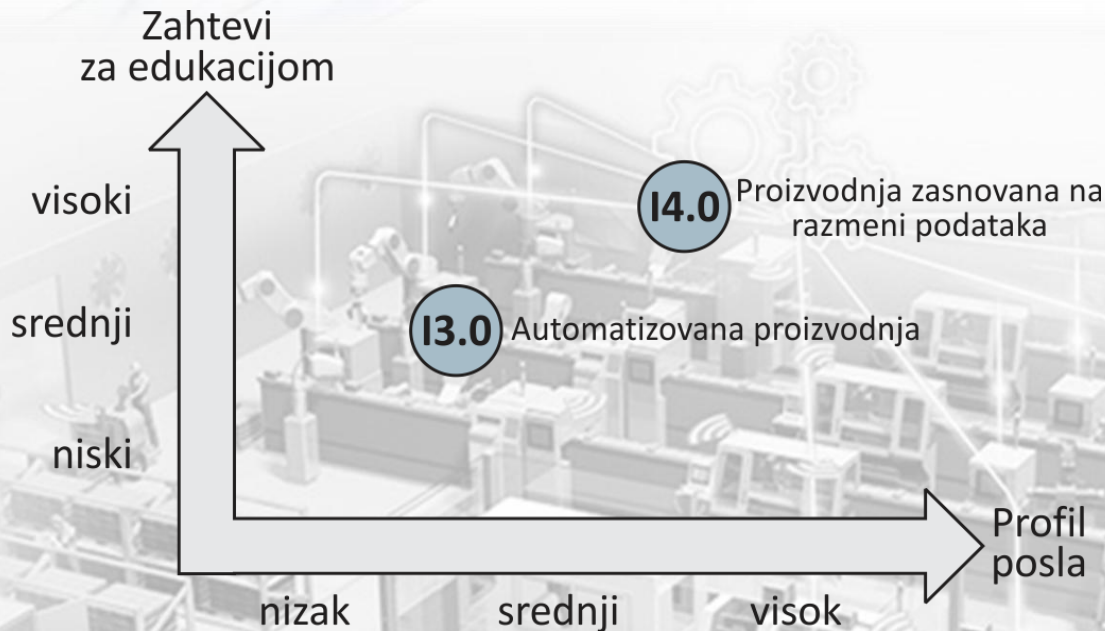 Zahtevi
za edukacijom
visoki
I4.0
Proizvodnja zasnovana na
razmeni podataka
srednji
I3.0
Automatizovana proizvodnja
niski
Profil
posla
nizak
srednji
visok